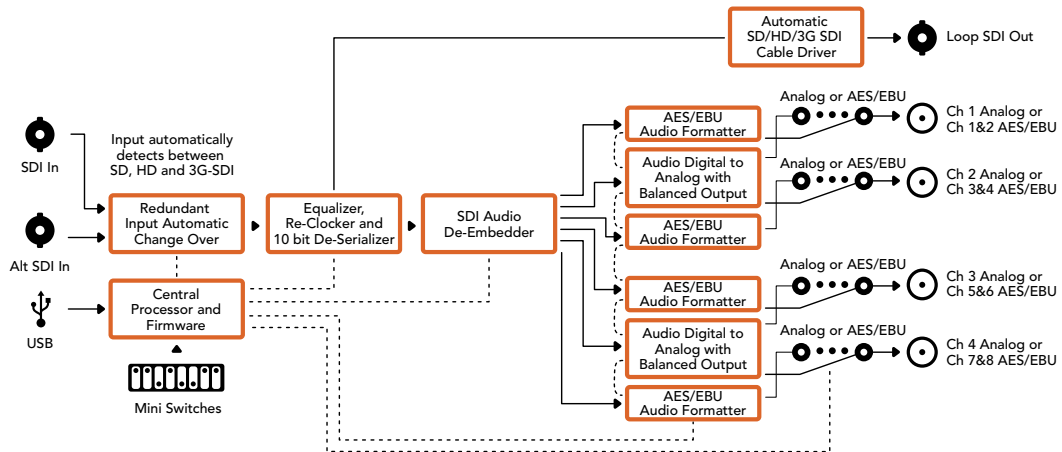 Automatic
SD/HD/3G SDI
Cable Driver
Loop SDI Out
SDI In
Input automatically
detects between
SD, HD and 3G-SDI
Alt SDI In
Redundant
Input Automatic
Change Over
Equalizer,
Re-Clocker and
10 bit De-Serializer
SDI Audio
De-Embedder
USB
Central
Processor and
Firmware
Mini Switches
AES/EBU
Audio Formatter
Audio Digital to
Analog with
Balanced Output
AES/EBU
Audio Formatter
AES/EBU
Audio Formatter
Audio Digital to
Analog with
Balanced Output
AES/EBU
Audio Formatter
Analog or AES/EBU
Ch 1 Analog or
Ch 1&2 AES/EBU
Analog or AES/EBU
Ch 2 Analog or
Ch 3&4 AES/EBU
Analog or AES/EBU
Ch 3 Analog or
Ch 5&6 AES/EBU
Analog or AES/EBU
Ch 4 Analog or
Ch 7&8 AES/EBU